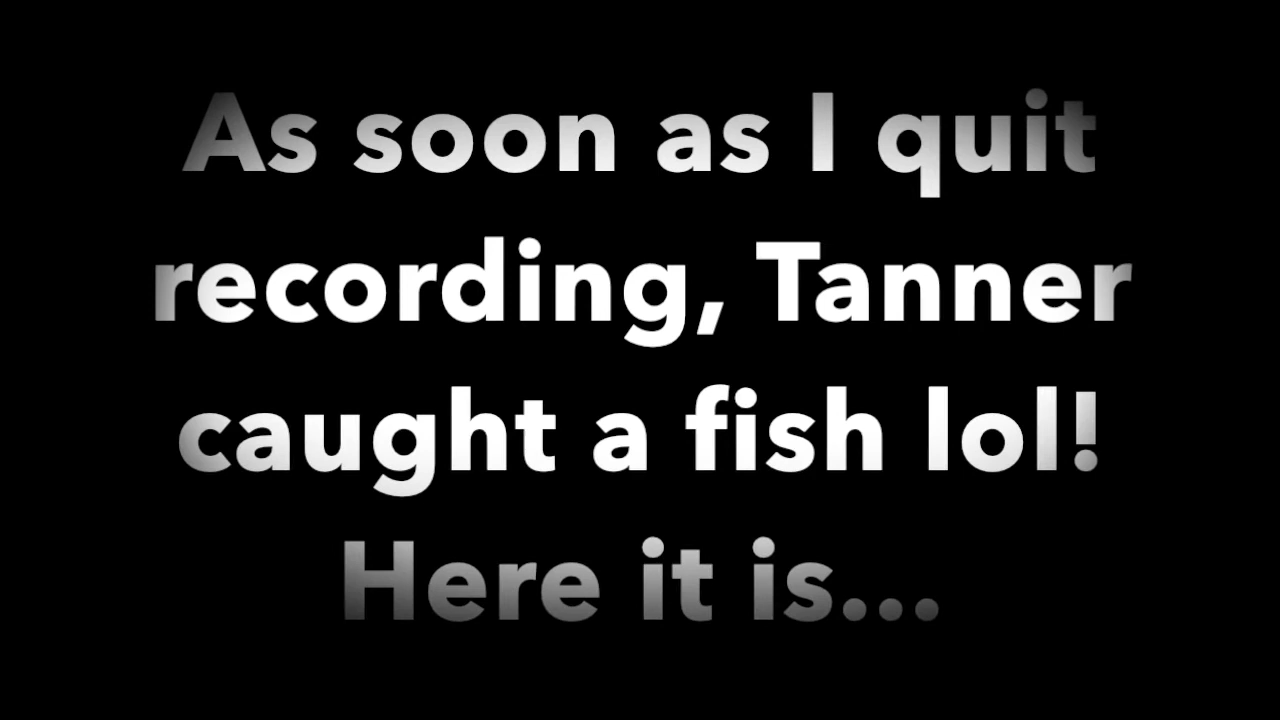 As soon as I quit
recording, Tanner
caught a fish lol!
Here it is...